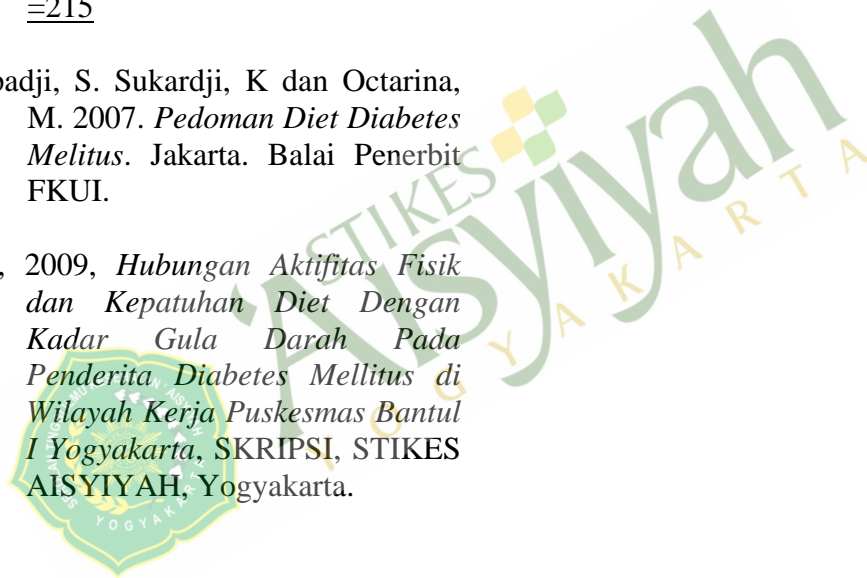 =215
oadji, S. Sukardji, K dan Octarina,
M. 2007. Pedoman Diet Diabetes
Melitus. Jakarta. Balai Penerbit
FKUI.
, 2009, Hubungan Aktifitas Fisik
dan Kepatuhan Diet Dengan
Kadar Gula Darah Pada
Penderita Diabetes Mellitus di
Wilayah Kerja Puskesmas Bantul
I Yogyakarta, SKRIPSI, STIKES
AISYIYAH, Yogyakarta.
STIKES
'Aisyiyah
YOGYAKARTA
YOGYAKARTA